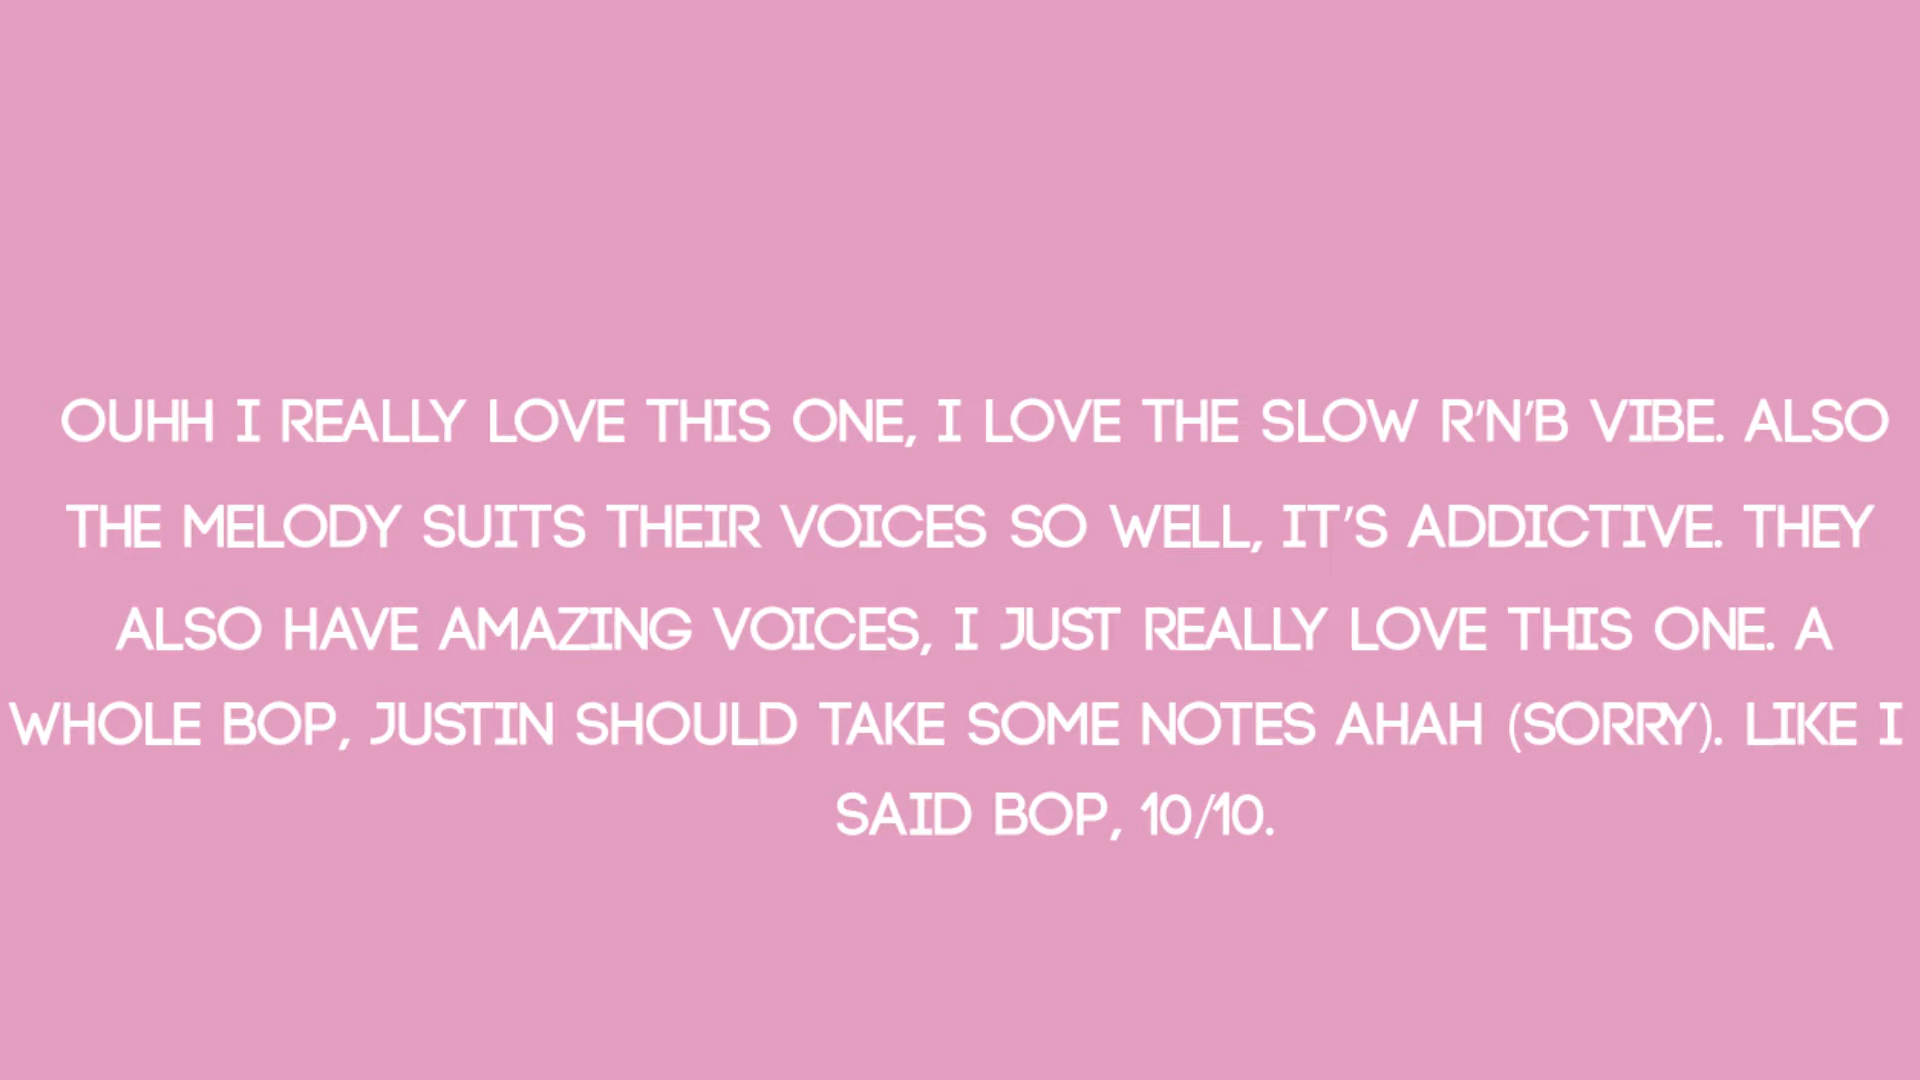 OUHH I REALLY LOVE THIS ONE, I LOVE THE SLOW R'N'B VIBE. ALSO
THE MELODY SUITS THEIR VOICES SO WELL, IT'S ADDICTIVE. THEY
ALSO HAVE AMAZING VOICES, I JUST REALLY LOVE THIS ONE. A
WHOLE BOP, JUSTIN SHOULD TAKE SOME NOTES AHAH (SORRY). LIKE I
SAID BOP, 10/10.